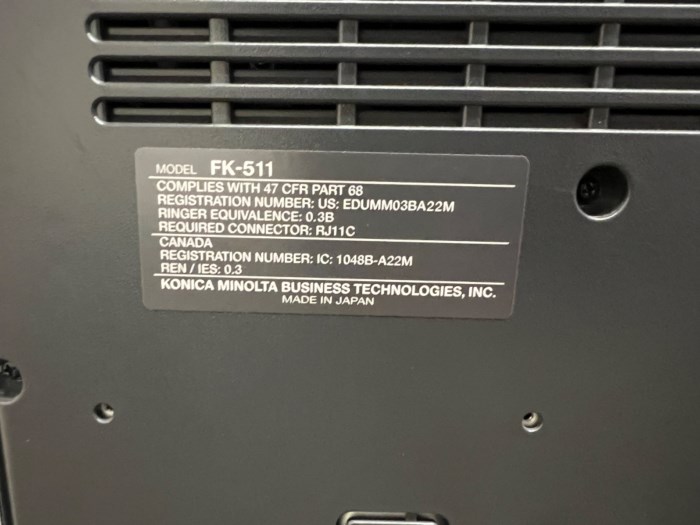 MODEL FK-511
COMPLIES WITH 47 CFR PART 68
REGISTRATION NUMBER: US: EDUMM03BA22M
RINGER EQUIVALENCE: 0.3B
REQUIRED CONNECTOR: RJ11C
CANADA
REGISTRATION NUMBER: IC: 1048B-A22M
REN / IES: 0.3
KONICA MINOLTA BUSINESS TECHNOLOGIES, INC.
MADE IN JAPAN